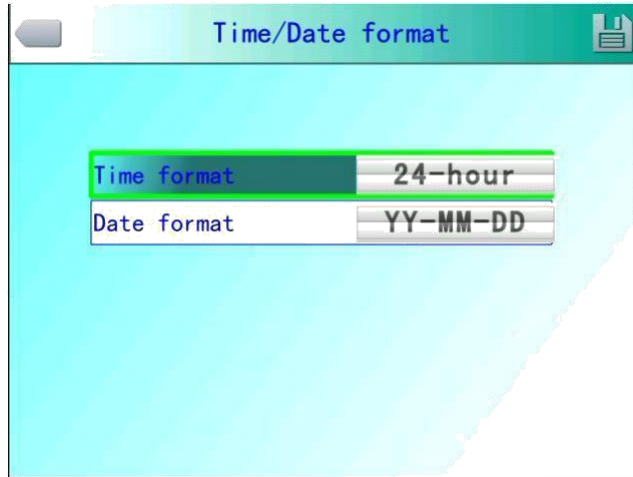 Time/Date format
Time format 24-hour
Date format YY-MM-DD